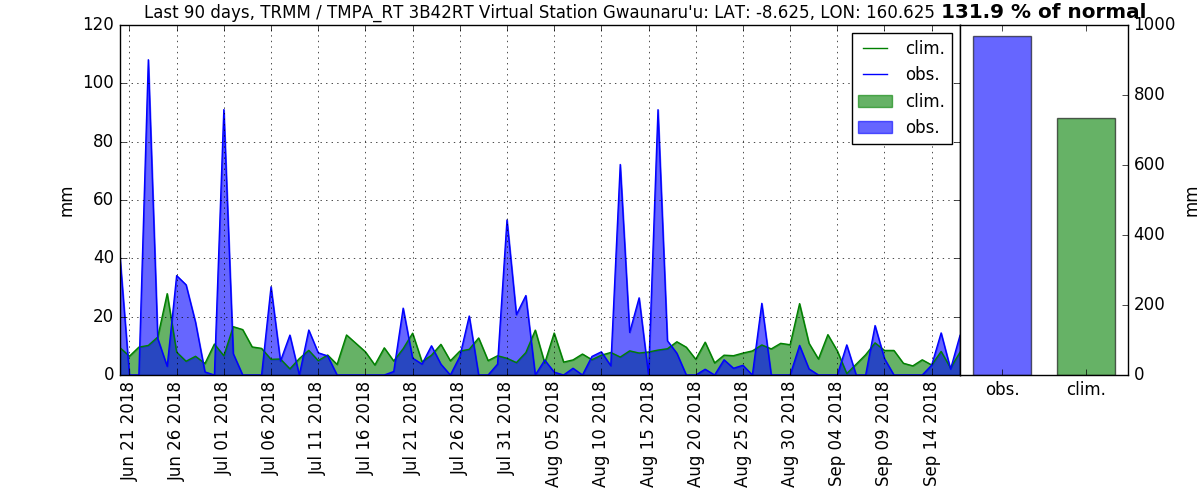 Last 90 days, TRMM / TMPA_RT 3B42RT Virtual Station Gwaunaru'u: LAT: -8.625, LON: 160.625 131.9 % of normal
120
100
80
60
40
20
0
mm
clim.
obs.
clim.
obs.
Jun 21 2018
Jun 26 2018
Jul 01 2018
Jul 06 2018
Jul 11 2018
Jul 16 2018
Jul 21 2018
Jul 26 2018
Jul 31 2018
Aug 05 2018
Aug 10 2018
Aug 15 2018
Aug 20 2018
Aug 25 2018
Aug 30 2018
Sep 04 2018
Sep 09 2018
Sep 14 2018
1000
800
600
400
200
0
mm
obs. clim.